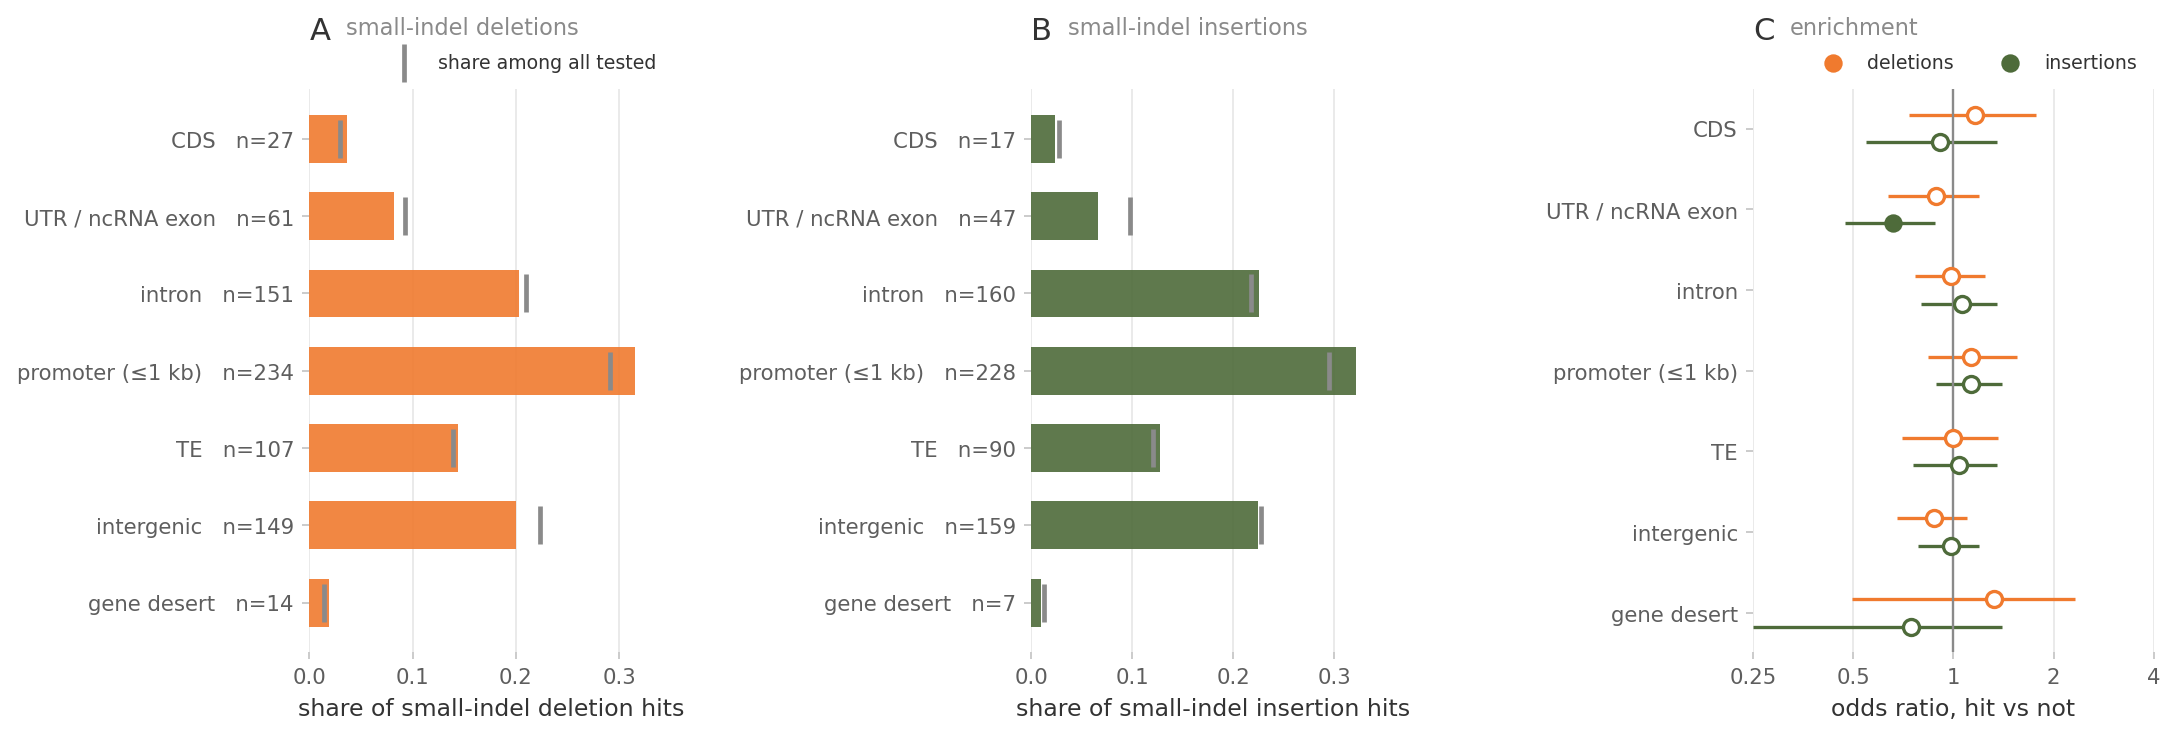 A small-indel deletions
share among all tested
CDS n=27
UTR / ncRNA exon n=61
intron n=151
promoter (≤1 kb) n=234
TE n=107
intergenic n=149
gene desert n=14
0.0 0.1 0.2 0.3
share of small-indel deletion hits
B small-indel insertions
CDS n=17
UTR / ncRNA exon n=47
intron n=160
promoter (≤1 kb) n=228
TE n=90
intergenic n=159
gene desert n=7
0.0 0.1 0.2 0.3
share of small-indel insertion hits
C enrichment
deletions insertions
CDS
UTR / ncRNA exon
intron
promoter (≤1 kb)
TE
intergenic
gene desert
0.25 0.5 1 2 4
odds ratio, hit vs not